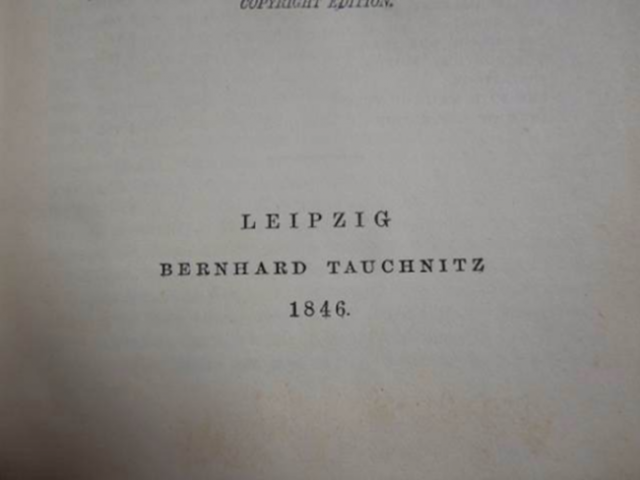 COPYRIGHT EDITION.
LEIPZIG
BERNHARD TAUCHNITZ
1846.